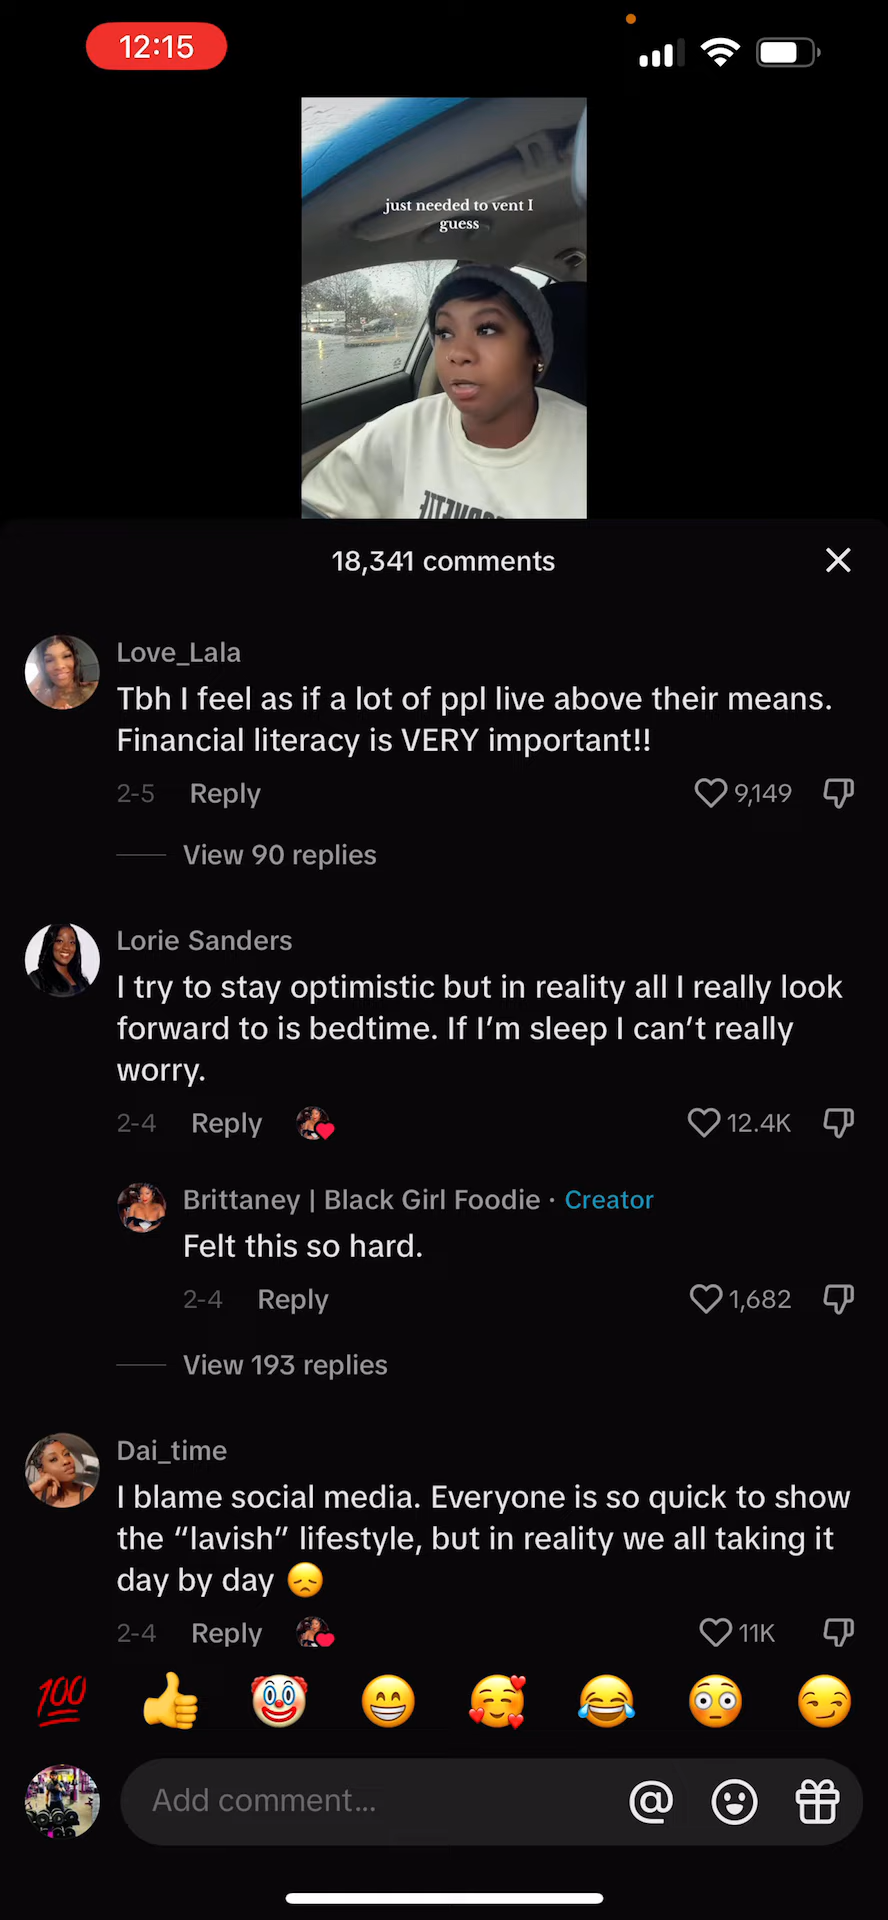 12:15
just needed to vent I
guess
18,341 comments
Love_Lala
Tbh I feel as if a lot of ppl live above their means.
Financial literacy is VERY important!!
2-5 Reply 9,149
View 90 replies
Lorie Sanders
I try to stay optimistic but in reality all I really look
forward to is bedtime. If I’m sleep I can’t really
worry.
2-4 Reply 12.4K
Brittaney | Black Girl Foodie · Creator
Felt this so hard.
2-4 Reply 1,682
View 193 replies
Dai_time
I blame social media. Everyone is so quick to show
the “lavish” lifestyle, but in reality we all taking it
day by day 😞
2-4 Reply 11K
💯 👍 🤡 😁 🥰 😂 😳 😏
Add comment... @